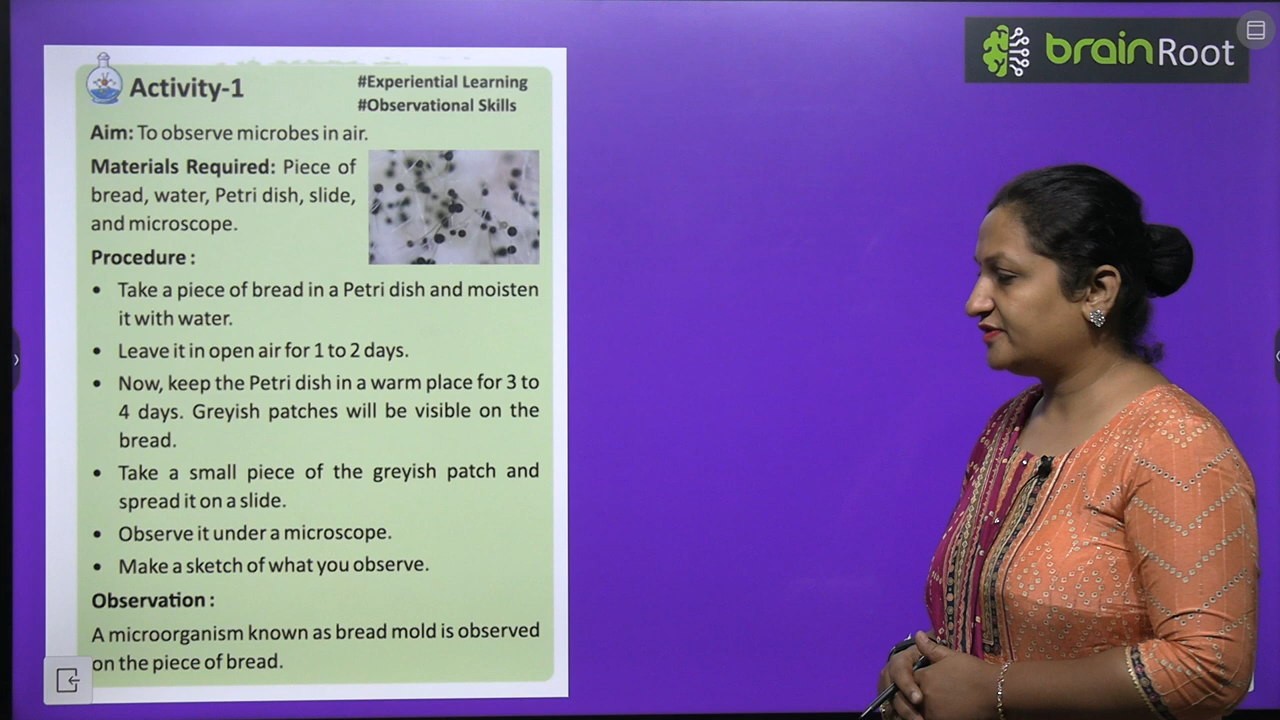 brainRoot
Activity-1
#Experiential Learning
#Observational Skills
Aim: To observe microbes in air.
Materials Required: Piece of
bread, water, Petri dish, slide,
and microscope.
Procedure :
• Take a piece of bread in a Petri dish and moisten
it with water.
• Leave it in open air for 1 to 2 days.
• Now, keep the Petri dish in a warm place for 3 to
4 days. Greyish patches will be visible on the
bread.
• Take a small piece of the greyish patch and
spread it on a slide.
• Observe it under a microscope.
• Make a sketch of what you observe.
Observation :
A microorganism known as bread mold is observed
on the piece of bread.